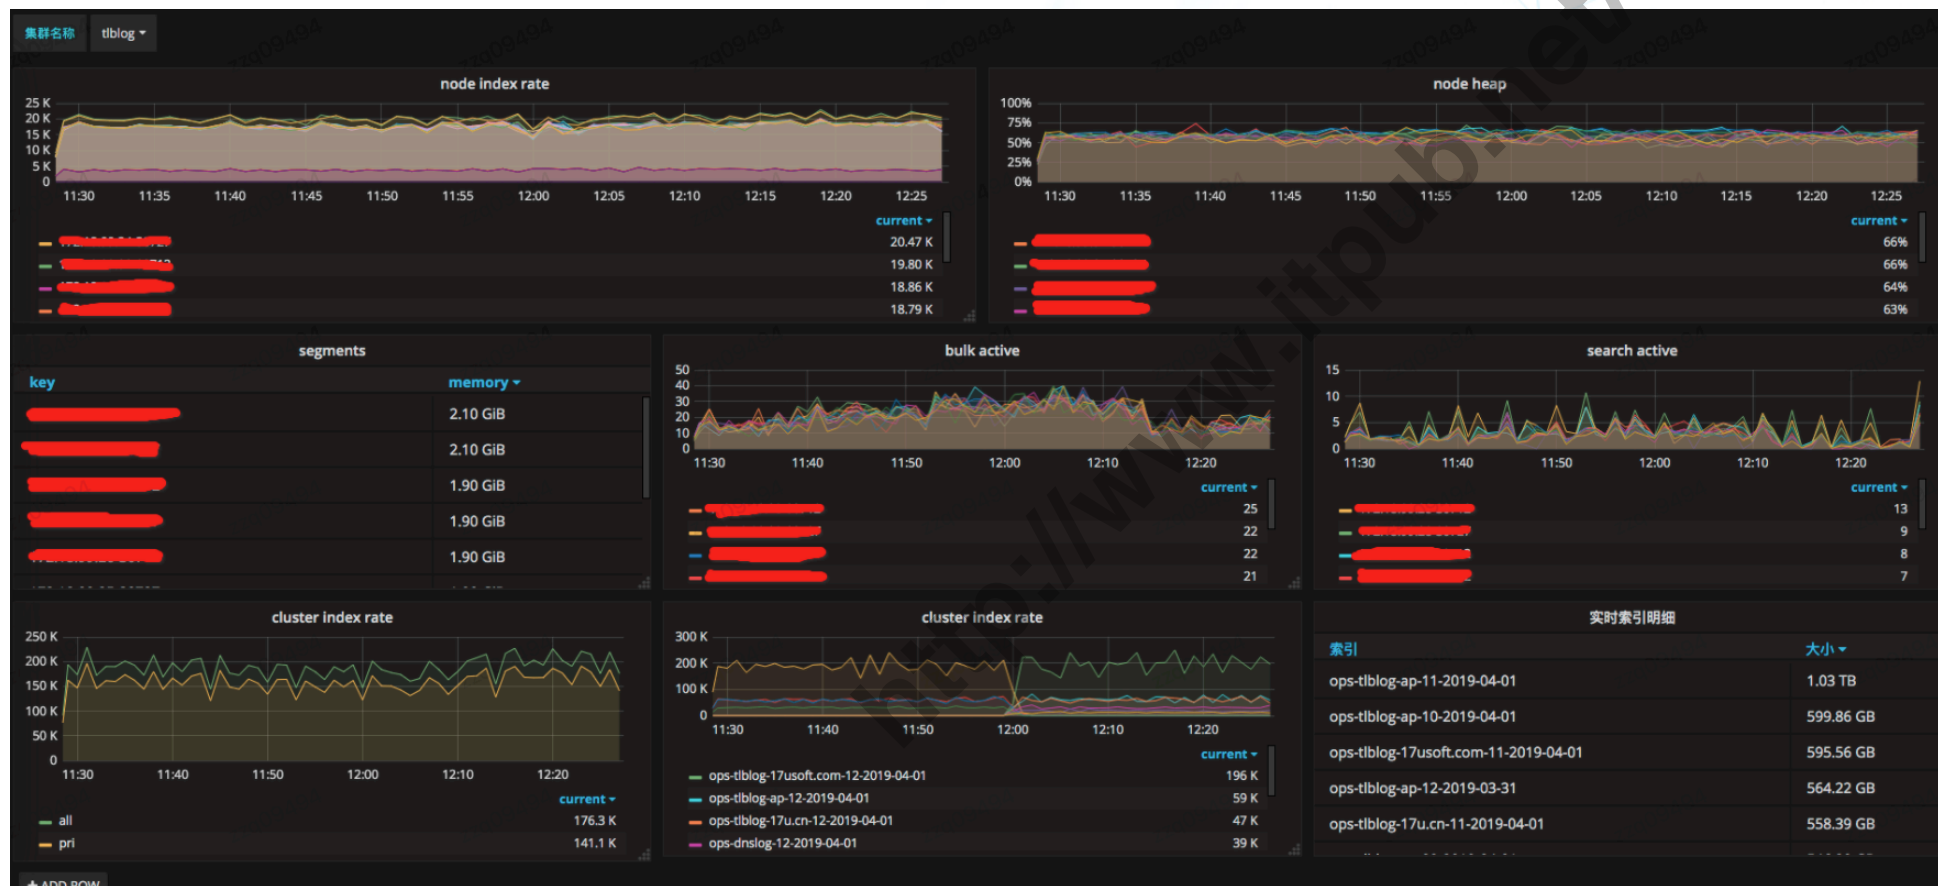 集群名称 tlblog
node index rate
25 K
20 K
15 K
10 K
5 K
0
11:30 11:35 11:40 11:45 11:50 11:55 12:00 12:05 12:10 12:15 12:20 12:25
current
20.47 K
19.80 K
18.86 K
18.79 K
node heap
100%
75%
50%
25%
0%
11:30 11:35 11:40 11:45 11:50 11:55 12:00 12:05 12:10 12:15 12:20 12:25
current
66%
66%
64%
63%
segments
key memory
2.10 GiB
2.10 GiB
1.90 GiB
1.90 GiB
1.90 GiB
bulk active
50
40
30
20
10
0
11:30 11:40 11:50 12:00 12:10 12:20
current
25
22
22
21
search active
15
10
5
0
11:30 11:40 11:50 12:00 12:10 12:20
current
13
9
8
7
cluster index rate
250 K
200 K
150 K
100 K
50 K
0
11:30 11:40 11:50 12:00 12:10 12:20
current
all 176.3 K
pri 141.1 K
cluster index rate
300 K
200 K
100 K
0
11:30 11:40 11:50 12:00 12:10 12:20
current
ops-tlblog-17usoft.com-12-2019-04-01 196 K
ops-tlblog-ap-12-2019-04-01 59 K
ops-tlblog-17u.cn-12-2019-04-01 47 K
ops-dnslog-12-2019-04-01 39 K
实时索引明细
索引 大小
ops-tlblog-ap-11-2019-04-01 1.03 TB
ops-tlblog-ap-10-2019-04-01 599.86 GB
ops-tlblog-17usoft.com-11-2019-04-01 595.56 GB
ops-tlblog-ap-12-2019-03-31 564.22 GB
ops-tlblog-17u.cn-11-2019-04-01 558.39 GB
+ ADD ROW
http://www.itpub.net/
zzq09494